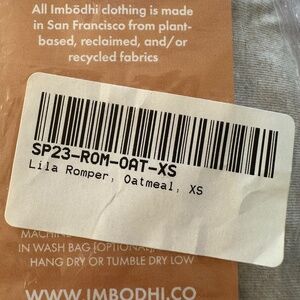 All Imbōdhi clothing is made
in San Francisco from plant-
based, reclaimed, and/or
recycled fabrics
SP23-ROM-OAT-XS
Lila Romper, Oatmeal, XS
MACHINE
IN WASH BAG (OPTIONAL)
HANG DRY OR TUMBLE DRY LOW
WWW.IMBODHI.CO